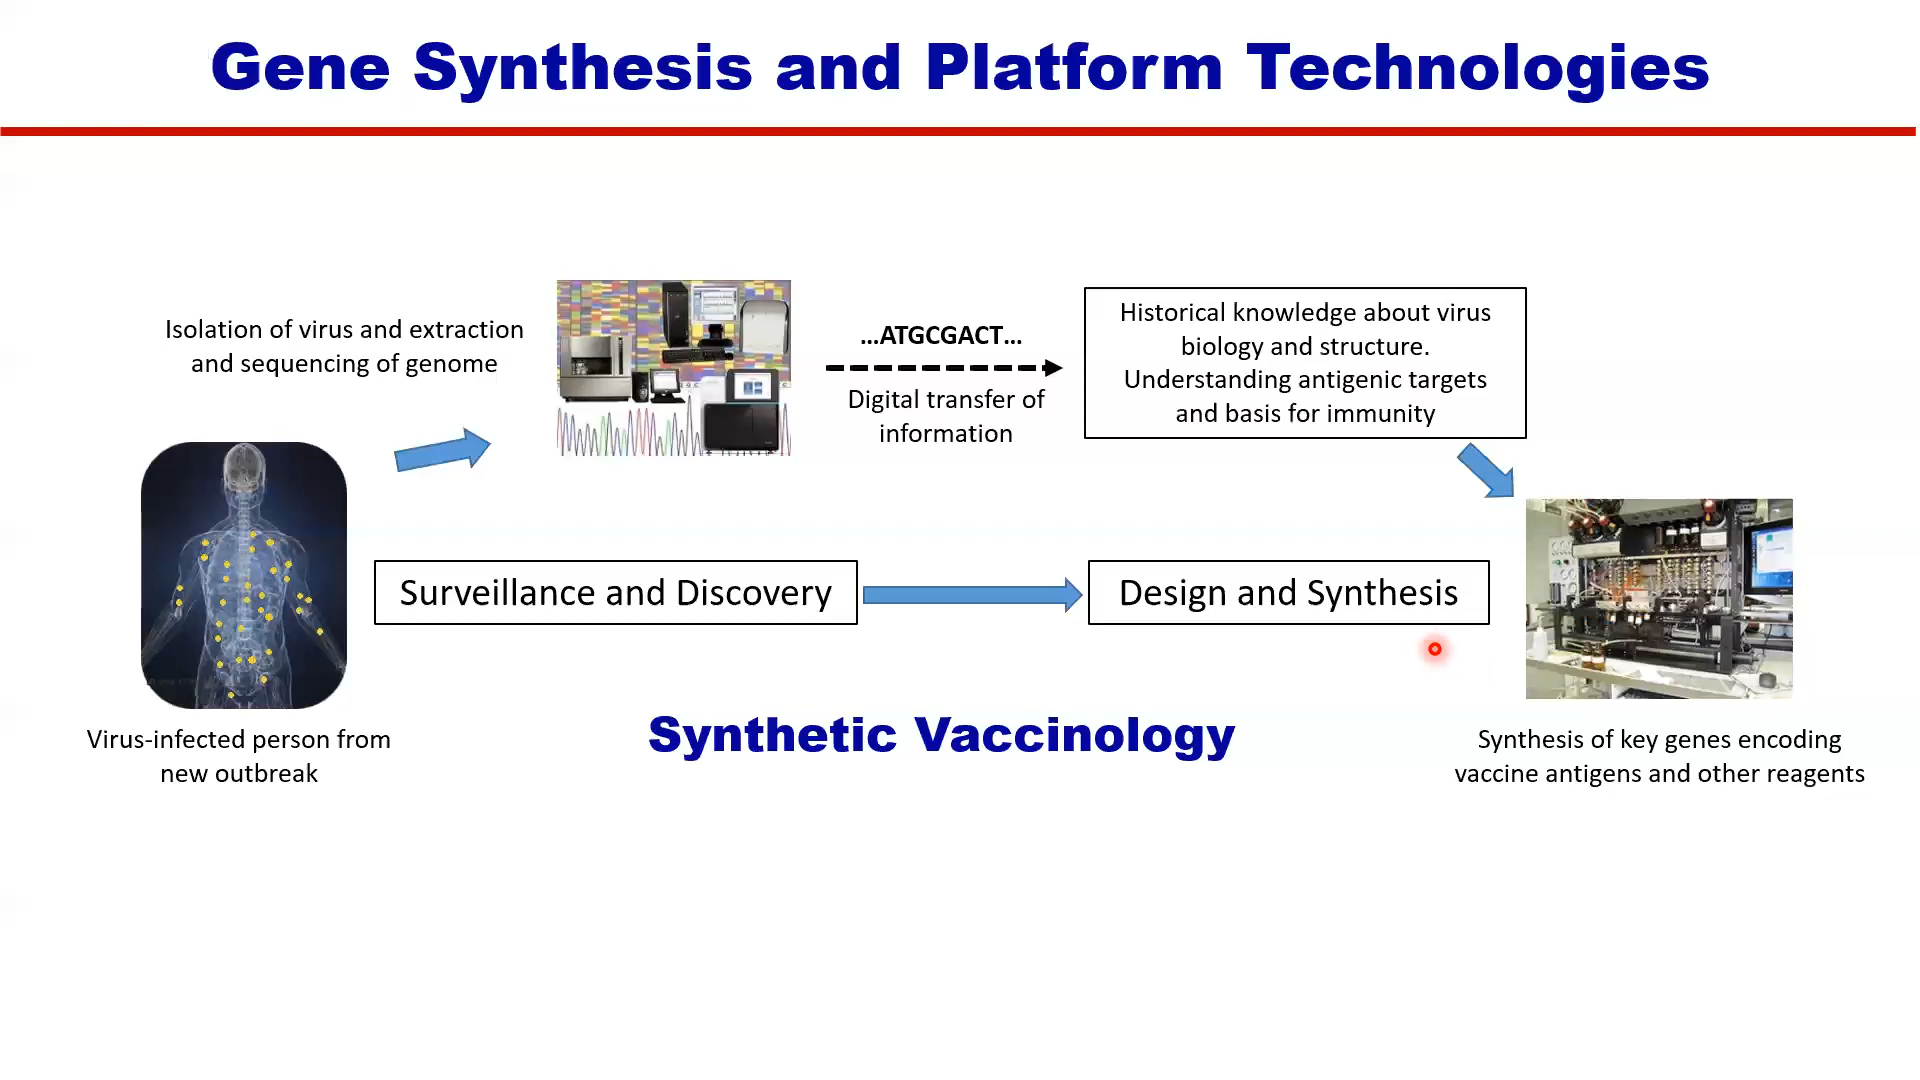 Gene Synthesis and Platform Technologies
Isolation of virus and extraction
and sequencing of genome
...ATGCGACT...
Digital transfer of
information
Historical knowledge about virus
biology and structure.
Understanding antigenic targets
and basis for immunity
Surveillance and Discovery
Design and Synthesis
Virus-infected person from
new outbreak
Synthetic Vaccinology
Synthesis of key genes encoding
vaccine antigens and other reagents